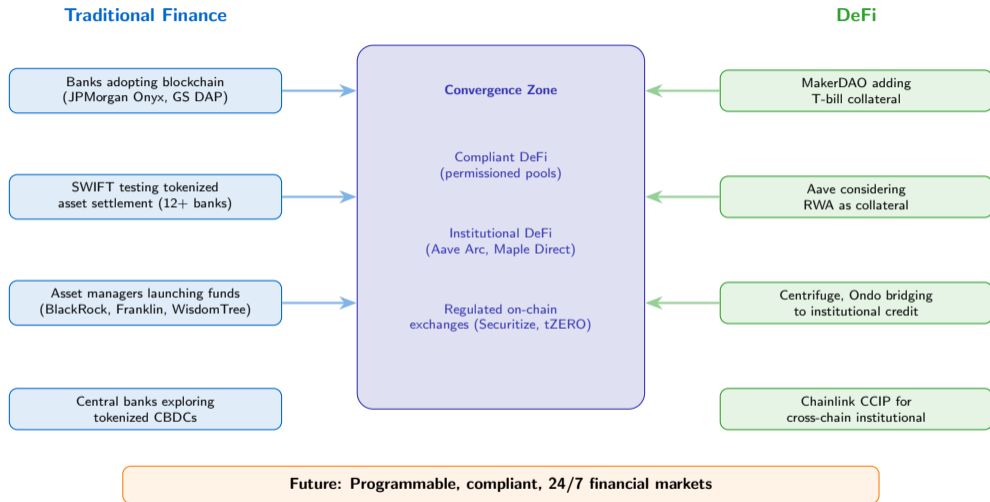 Traditional Finance
DeFi
Banks adopting blockchain
(JPMorgan Onyx, GS DAP)
SWIFT testing tokenized
asset settlement (12+ banks)
Asset managers launching funds
(BlackRock, Franklin, WisdomTree)
Central banks exploring
tokenized CBDCs
Convergence Zone
Compliant DeFi
(permissioned pools)
Institutional DeFi
(Aave Arc, Maple Direct)
Regulated on-chain
exchanges (Securitize, tZERO)
MakerDAO adding
T-bill collateral
Aave considering
RWA as collateral
Centrifuge, Ondo bridging
to institutional credit
Chainlink CCIP for
cross-chain institutional
Future: Programmable, compliant, 24/7 financial markets